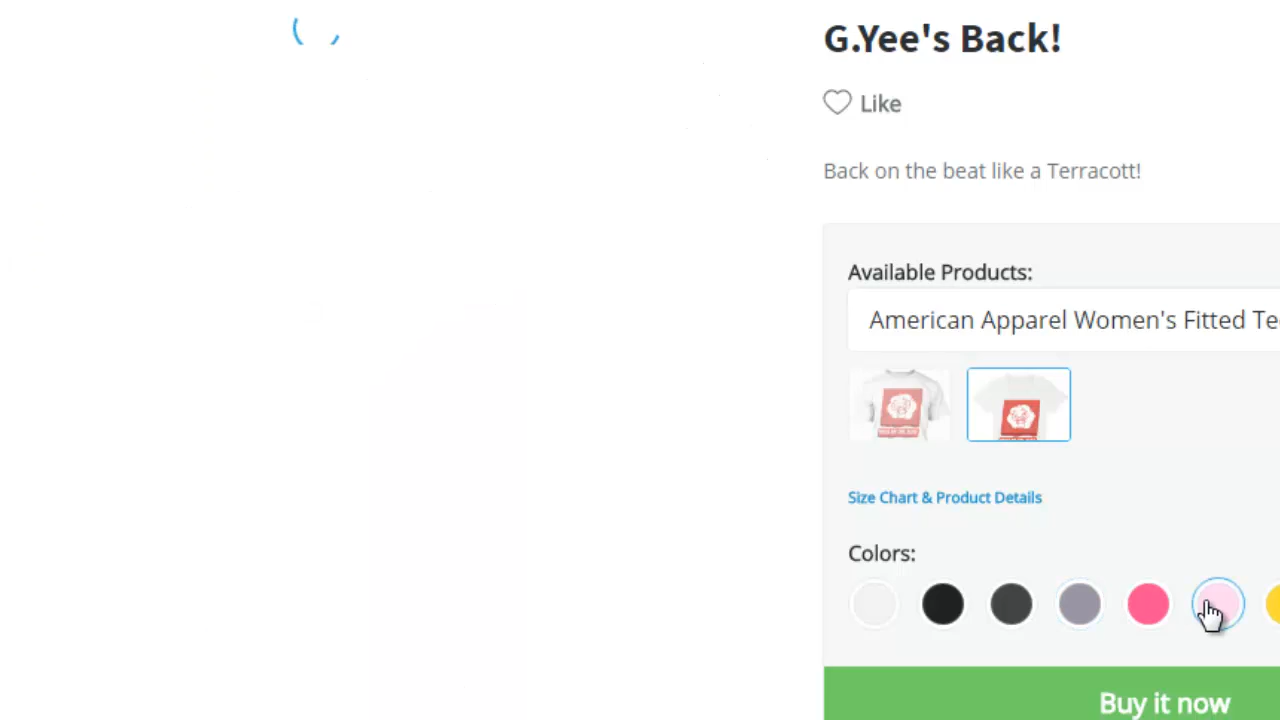 G.Yee's Back!
Like
Back on the beat like a Terracott!
Available Products:
American Apparel Women's Fitted Te
Size Chart & Product Details
Colors:
Buy it now